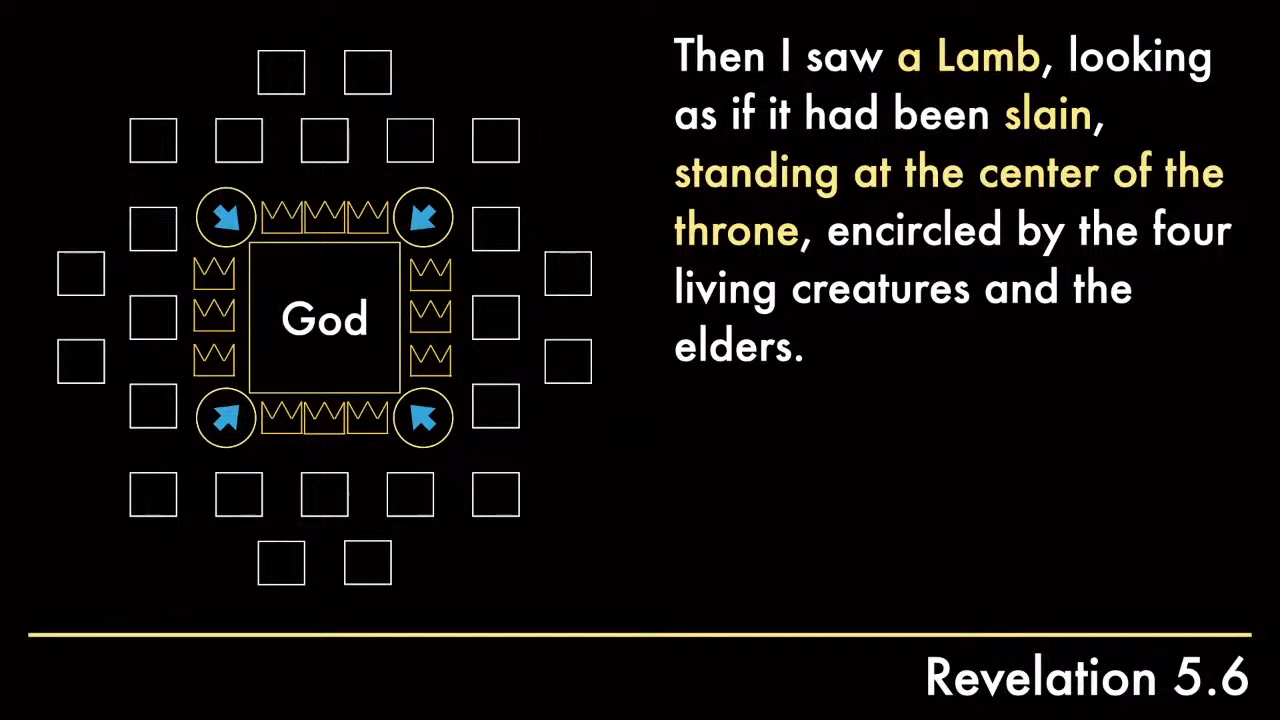 God
Then I saw a Lamb, looking
as if it had been slain,
standing at the center of the
throne, encircled by the four
living creatures and the
elders.
Revelation 5.6